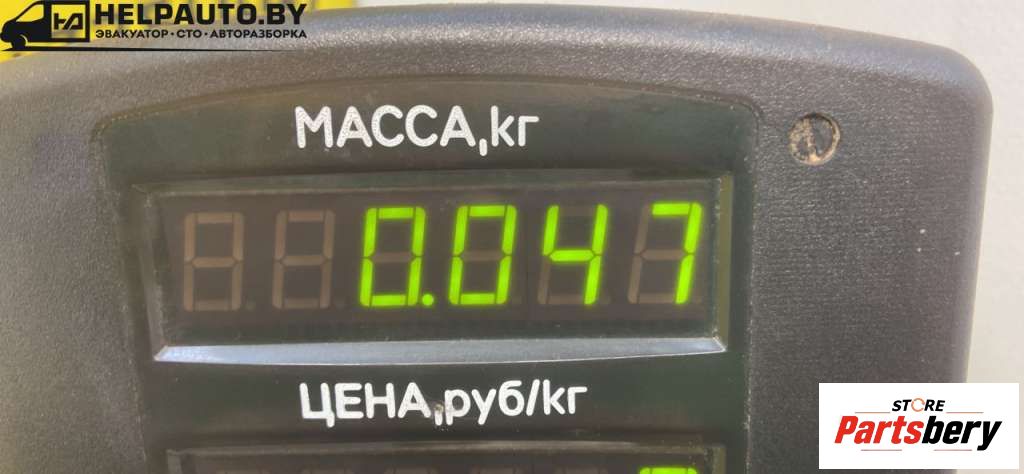 HELPAUTO.BY
ЭВАКУАТОР·СТО·АВТОРАЗБОРКА
МАССА,кг
0.047
ЦЕНА,руб/кг
STORE
Partsbery